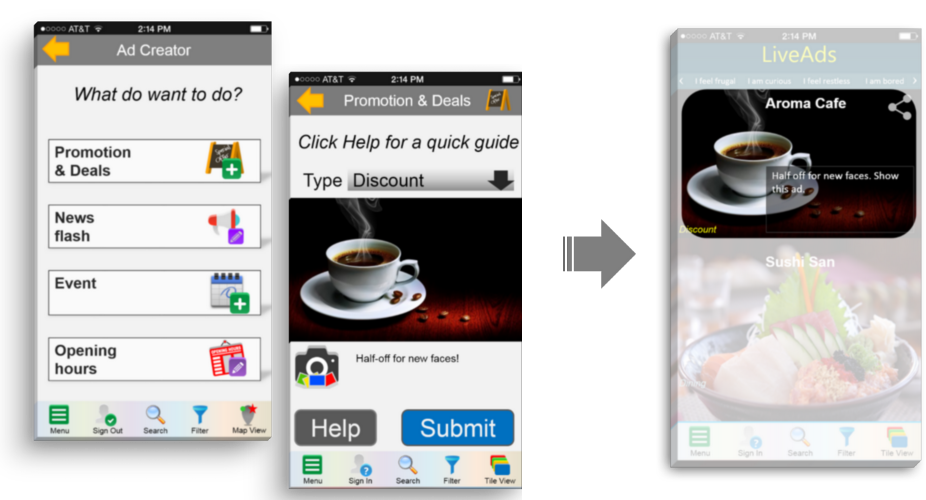 AT&T 2:14 PM
Ad Creator
What do want to do?
Promotion
& Deals
News
flash
Event
Opening
hours
Menu Sign Out Search Filter Map View
AT&T 2:14 PM
Promotion & Deals
Click Help for a quick guide
Type Discount
Half-off for new faces!
Help Submit
Menu Sign In Search Filter Tile View
AT&T 2:14 PM
LiveAds
I feel frugal I am curious I feel restless I am bored
Aroma Cafe
Half off for new faces. Show
this ad.
Discount
Sushi San
Menu Sign In Search Filter Tile View